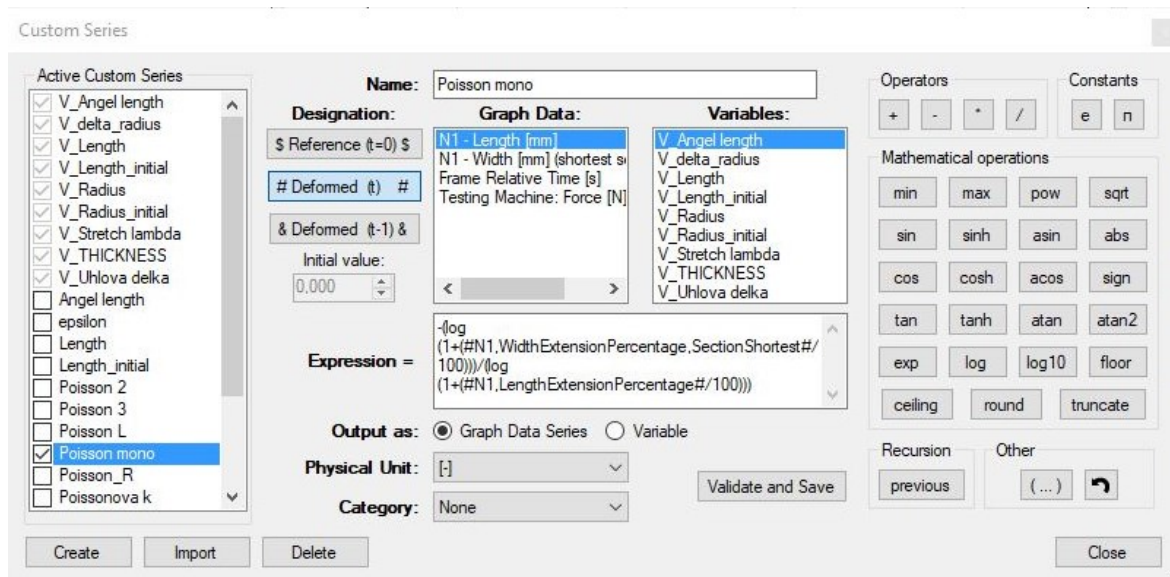 Custom Series
Active Custom Series
V_Angel length
V_delta_radius
V_Length
V_Length_initial
V_Radius
V_Radius_initial
V_Stretch lambda
V_THICKNESS
V_Uhlova delka
Angel length
epsilon
Length
Length_initial
Poisson 2
Poisson 3
Poisson L
Poisson mono
Poisson_R
Poissonova k
Create Import Delete
Name: Poisson mono
Designation:
$ Reference (t=0) $
# Deformed (t) #
& Deformed (t-1) &
Initial value:
0,000
Graph Data:
N1 - Length [mm]
N1 - Width [mm] (shortest se
Frame Relative Time [s]
Testing Machine: Force [N]
Variables:
V_Angel length
V_delta_radius
V_Length
V_Length_initial
V_Radius
V_Radius_initial
V_Stretch lambda
V_THICKNESS
V_Uhlova delka
Expression =
-(log
(1+(#N1,WidthExtensionPercentage,SectionShortest#/
100)))/(log
(1+(#N1,LengthExtensionPercentage#/100)))
Output as: Graph Data Series Variable
Physical Unit: [-]
Category: None
Validate and Save
Operators
+ - * /
Constants
e π
Mathematical operations
min max pow sqrt
sin sinh asin abs
cos cosh acos sign
tan tanh atan atan2
exp log log10 floor
ceiling round truncate
Recursion
previous
Other
(...)
Close